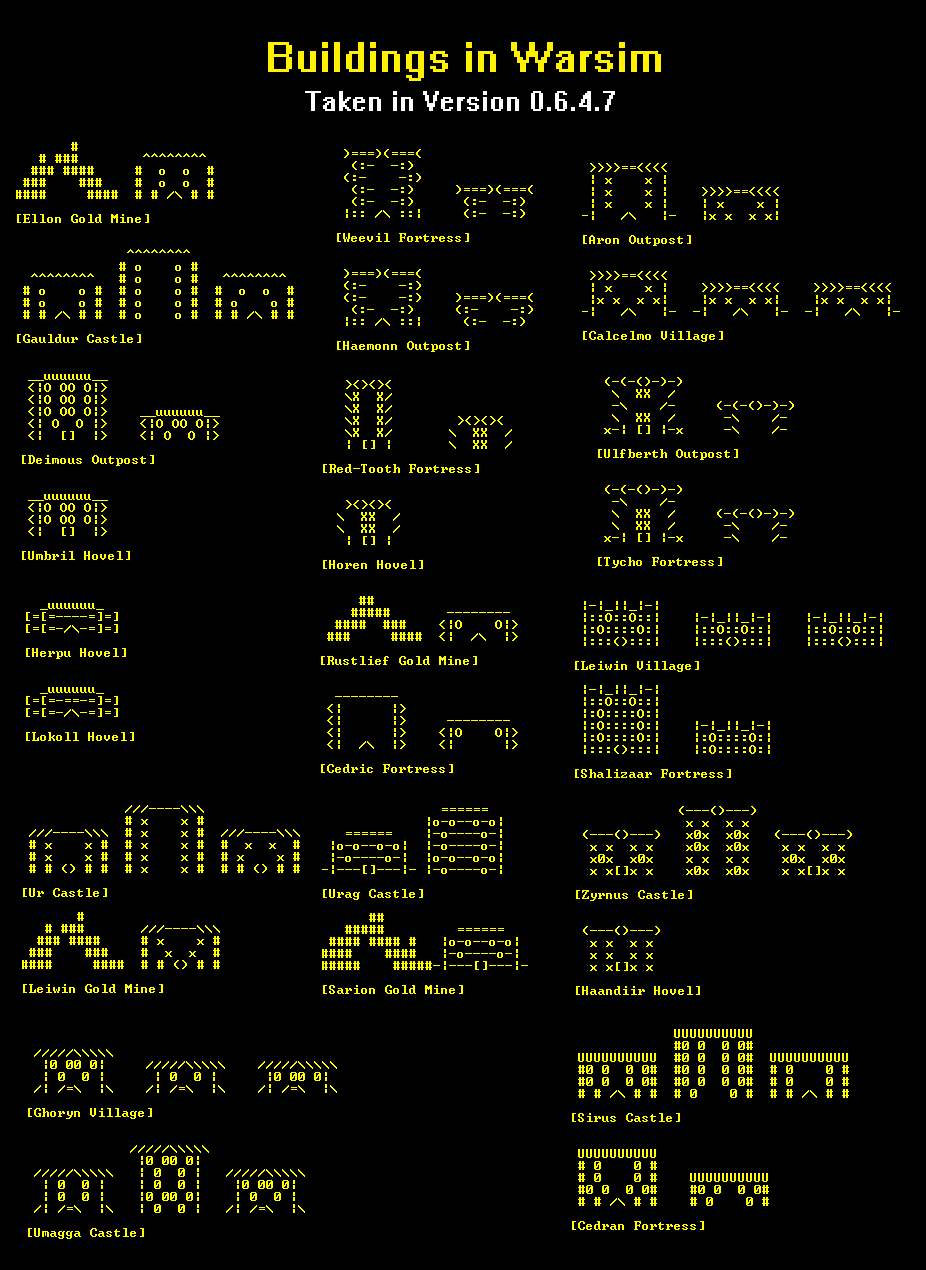 Buildings in Warsim
Taken in Version 0.6.4.7
[Ellon Gold Mine]
[Weevil Fortress]
[Aron Outpost]
[Gauldur Castle]
[Haemonn Outpost]
[Calcelmo Village]
[Deimous Outpost]
[Red-Tooth Fortress]
[Ulfberth Outpost]
[Umbril Hovel]
[Horen Hovel]
[Tycho Fortress]
[Herpu Hovel]
[Rustlief Gold Mine]
[Leiwin Village]
[Lokoll Hovel]
[Cedric Fortress]
[Shalizaar Fortress]
[Ur Castle]
[Urag Castle]
[Zyrnus Castle]
[Leiwin Gold Mine]
[Sarion Gold Mine]
[Haandiir Hovel]
[Ghoryn Village]
[Sirus Castle]
[Umagga Castle]
[Cedran Fortress]